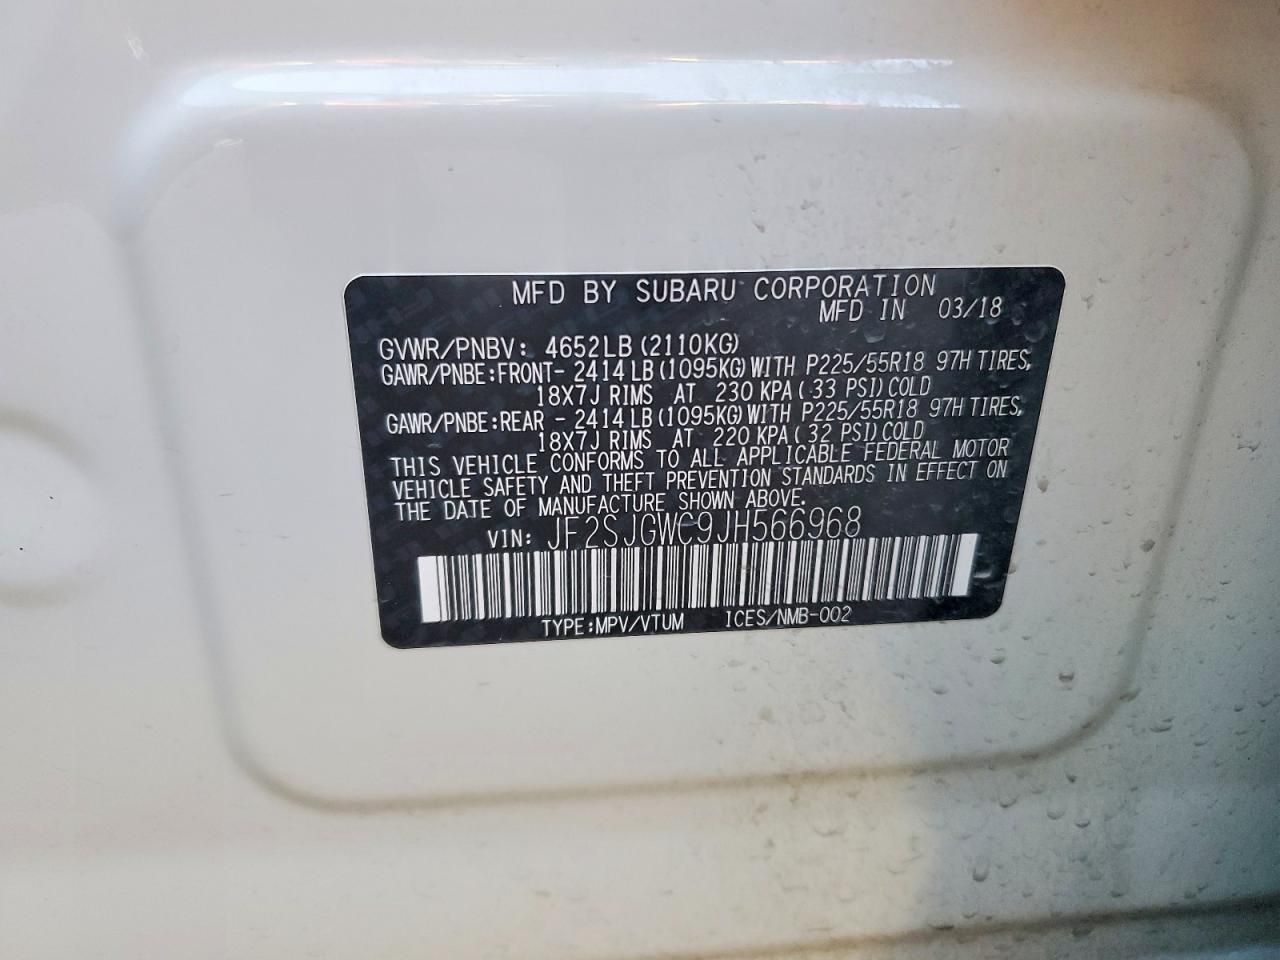 MFD BY SUBARU CORPORATION
MFD IN 03/18
GVWR/PNBV: 4652LB (2110KG)
GAWR/PNBE:FRONT- 2414LB (1095KG) WITH P225/55R18 97H TIRES,
18X7J RIMS AT 230 KPA ( 33 PSI) COLD
GAWR/PNBE:REAR - 2414LB (1095KG) WITH P225/55R18 97H TIRES,
18X7J RIMS AT 220 KPA ( 32 PSI) COLD
THIS VEHICLE CONFORMS TO ALL APPLICABLE FEDERAL MOTOR
VEHICLE SAFETY AND THEFT PREVENTION STANDARDS IN EFFECT ON
THE DATE OF MANUFACTURE SHOWN ABOVE.
VIN: JF2SJGWC9JH566968
TYPE:MPV/VTUM ICES/NMB-002